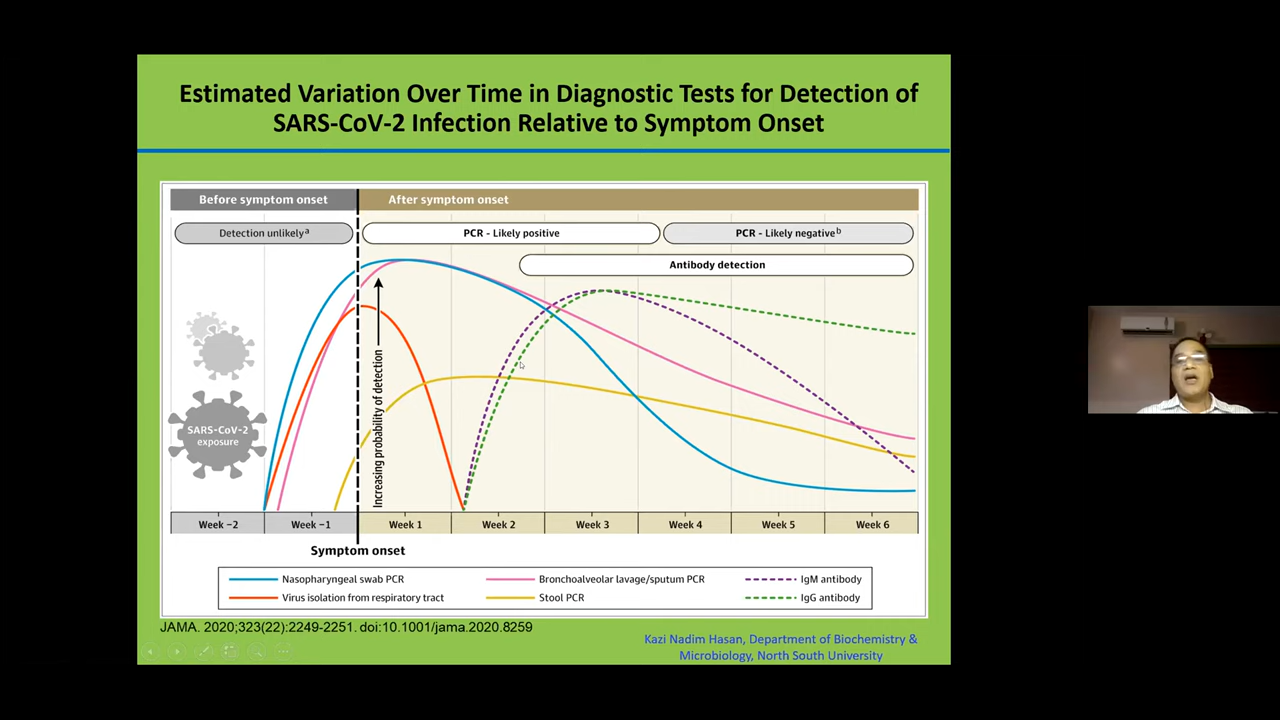 Estimated Variation Over Time in Diagnostic Tests for Detection of
SARS-CoV-2 Infection Relative to Symptom Onset
Before symptom onset
After symptom onset
Detection unlikelyᵃ
PCR - Likely positive
PCR - Likely negativeᵇ
Antibody detection
SARS-CoV-2
exposure
Increasing probability of detection
Week −2
Week −1
Week 1
Week 2
Week 3
Week 4
Week 5
Week 6
Symptom onset
Nasopharyngeal swab PCR
Bronchoalveolar lavage/sputum PCR
IgM antibody
Virus isolation from respiratory tract
Stool PCR
IgG antibody
JAMA. 2020;323(22):2249-2251. doi:10.1001/jama.2020.8259
Kazi Nadim Hasan, Department of Biochemistry &
Microbiology, North South University